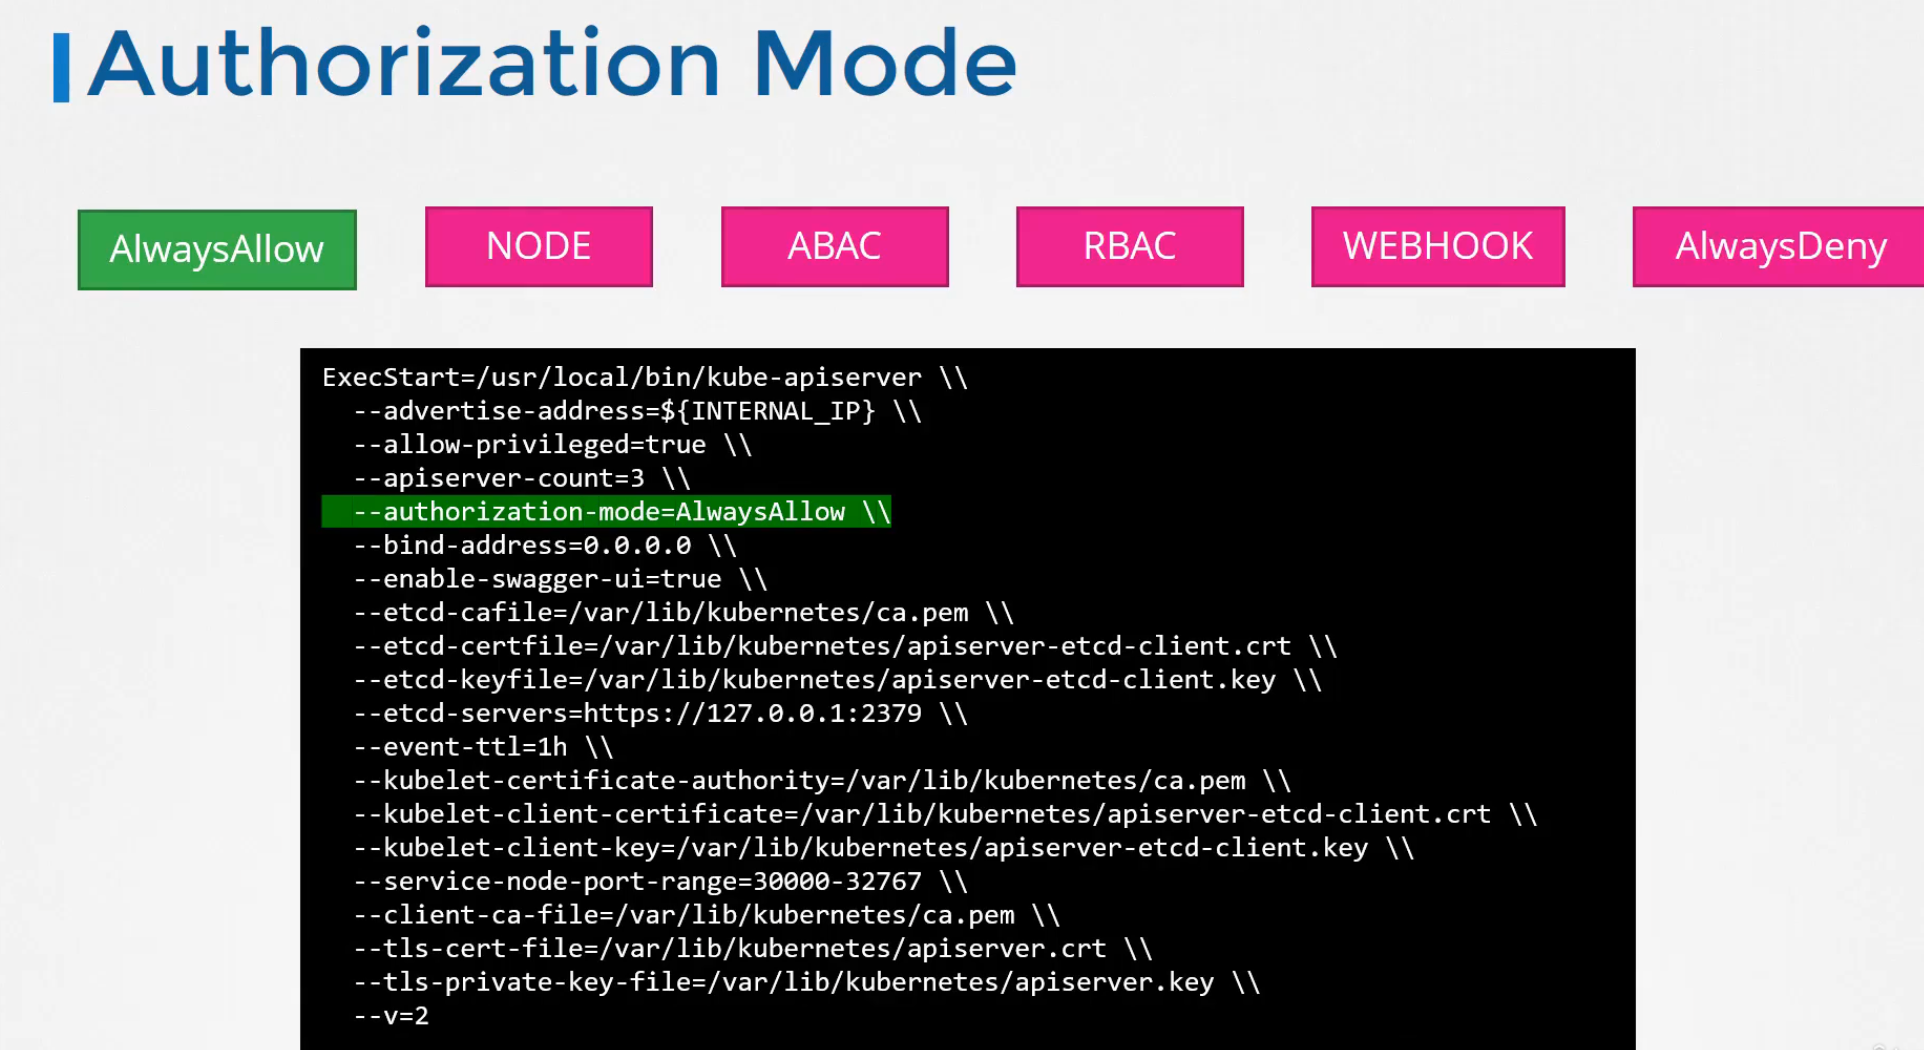 Authorization Mode
AlwaysAllow NODE ABAC RBAC WEBHOOK AlwaysDeny
ExecStart=/usr/local/bin/kube-apiserver \\
--advertise-address=${INTERNAL_IP} \\
--allow-privileged=true \\
--apiserver-count=3 \\
--authorization-mode=AlwaysAllow \\
--bind-address=0.0.0.0 \\
--enable-swagger-ui=true \\
--etcd-cafile=/var/lib/kubernetes/ca.pem \\
--etcd-certfile=/var/lib/kubernetes/apiserver-etcd-client.crt \\
--etcd-keyfile=/var/lib/kubernetes/apiserver-etcd-client.key \\
--etcd-servers=https://127.0.0.1:2379 \\
--event-ttl=1h \\
--kubelet-certificate-authority=/var/lib/kubernetes/ca.pem \\
--kubelet-client-certificate=/var/lib/kubernetes/apiserver-etcd-client.crt \\
--kubelet-client-key=/var/lib/kubernetes/apiserver-etcd-client.key \\
--service-node-port-range=30000-32767 \\
--client-ca-file=/var/lib/kubernetes/ca.pem \\
--tls-cert-file=/var/lib/kubernetes/apiserver.crt \\
--tls-private-key-file=/var/lib/kubernetes/apiserver.key \\
--v=2